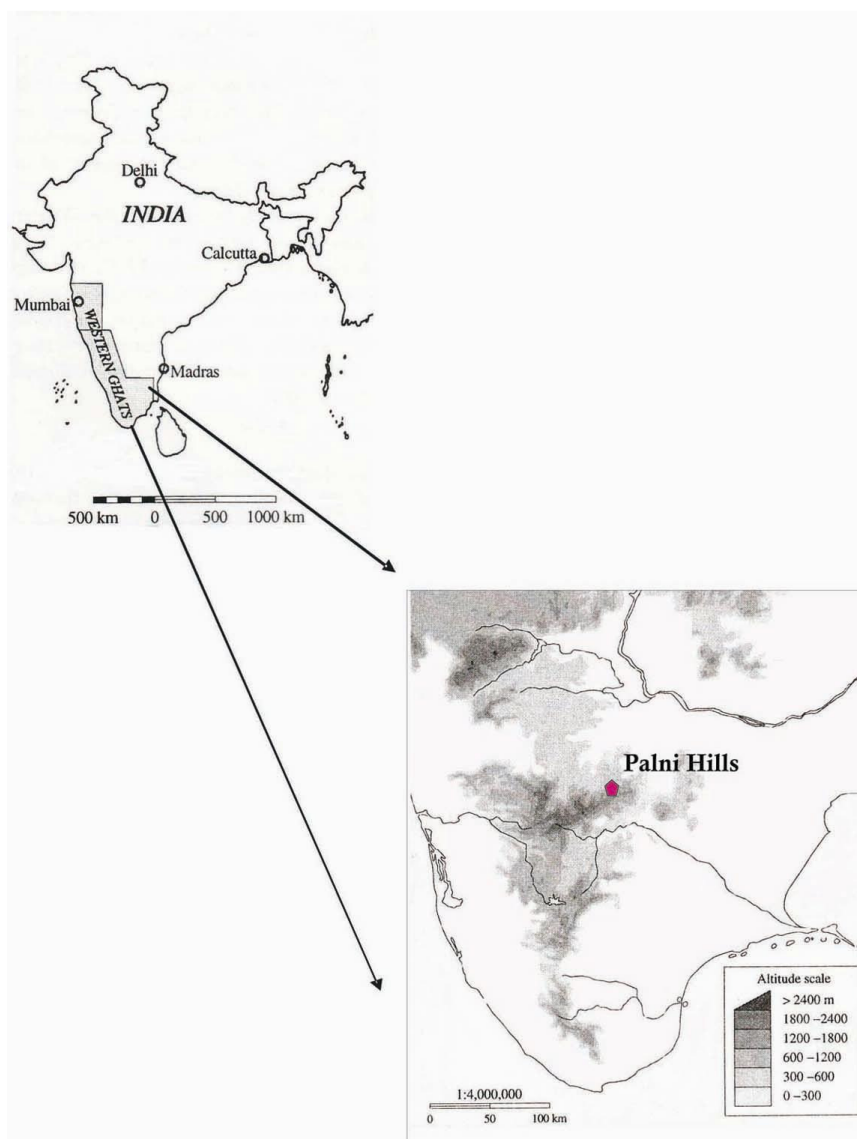 Delhi
INDIA
Calcutta
Mumbai
WESTERN GHATS
Madras
500 km 0 500 1000 km
Palni Hills
Altitude scale
> 2400 m
1800 –2400
1200 –1800
600 –1200
300 –600
0 –300
1:4,000,000
0 50 100 km